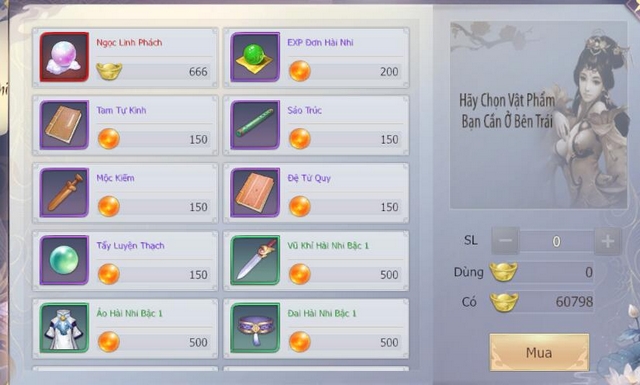 Ngọc Linh Phách
666
EXP Đơn Hài Nhi
200
Tam Tự Kinh
150
Sáo Trúc
150
Mộc Kiếm
150
Đệ Tử Quy
150
Tẩy Luyện Thạch
150
Vũ Khí Hài Nhi Bậc 1
500
Áo Hài Nhi Bậc 1
500
Đai Hài Nhi Bậc 1
500
Hãy Chọn Vật Phẩm
Bạn Cần Ở Bên Trái
SL − 0 +
Dùng 0
Có 60798
Mua